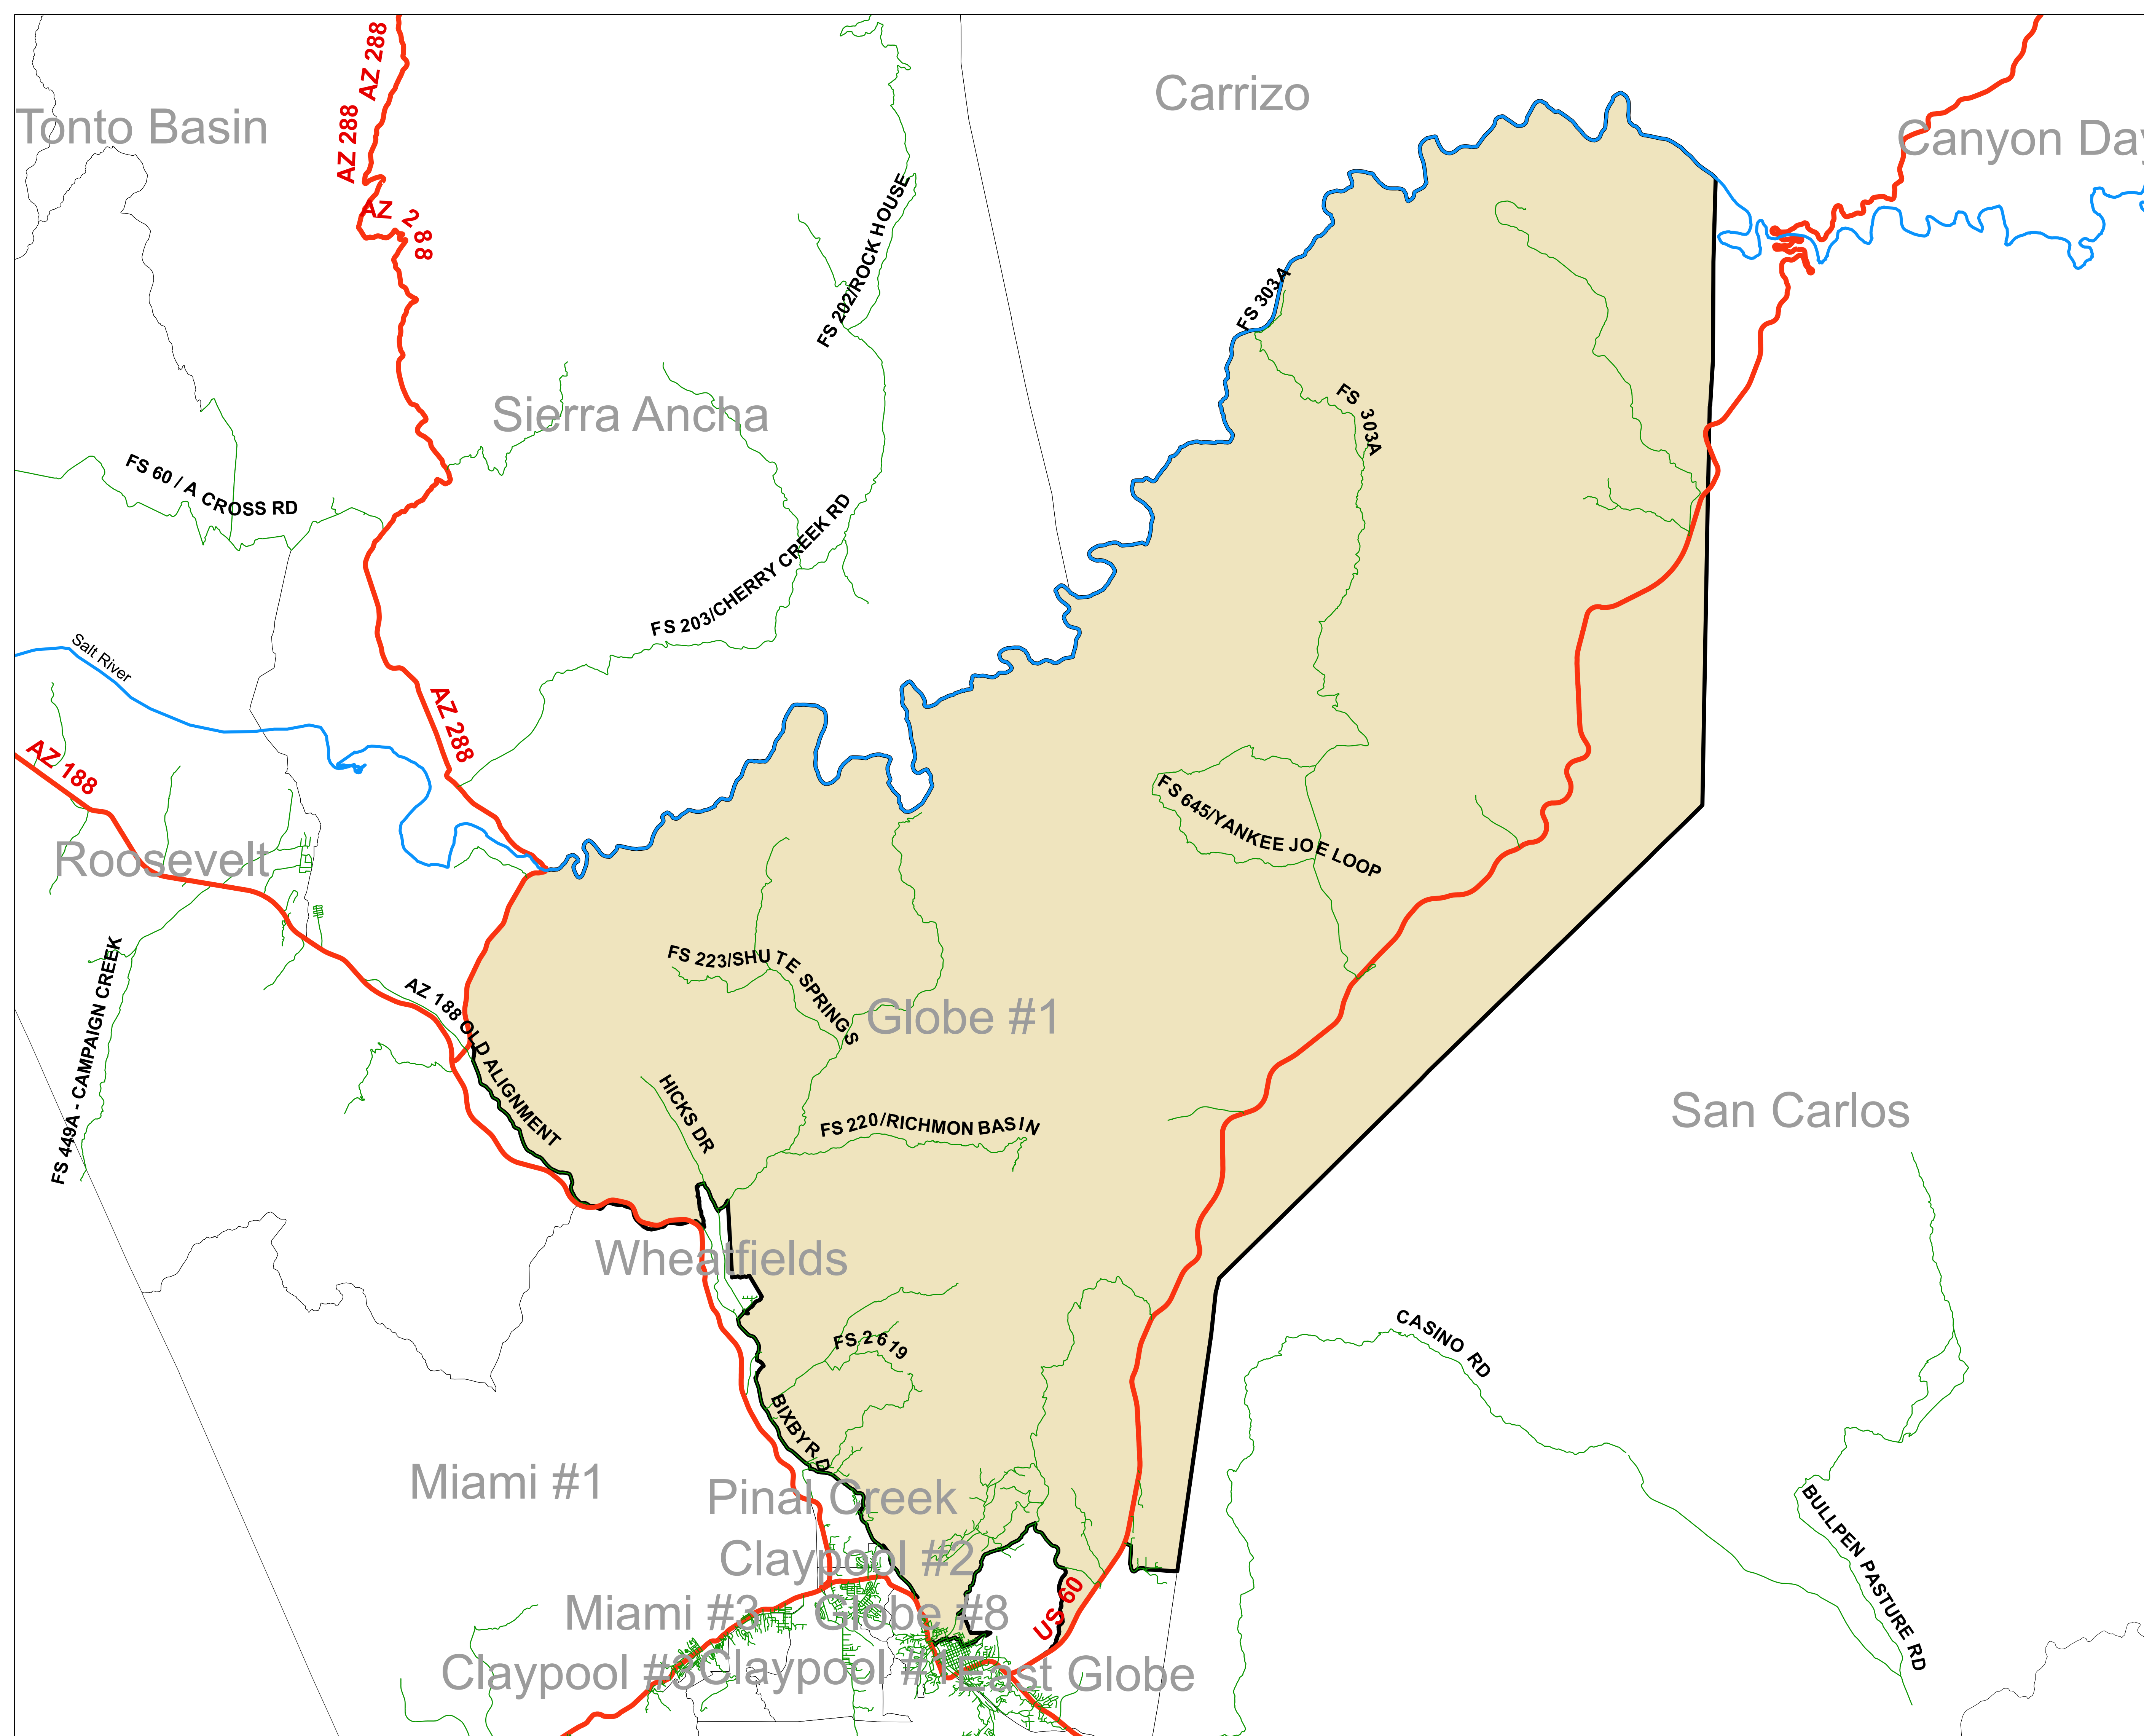 AZ 288
AZ 288
Carrizo
Tonto Basin
Canyon Day
AZ 288
FS 202/ROCK HOUSE
FS 303A
FS 303A
Sierra Ancha
FS 60 / A CROSS RD
FS 203/CHERRY CREEK RD
Salt River
AZ 288
AZ 188
FS 645/YANKEE JOE LOOP
Roosevelt
FS 449A - CAMPAIGN CREEK
FS 223/SHUTE SPRINGS
AZ 188 OLD ALIGNMENT
Globe #1
HICKS DR
FS 220/RICHMON BASIN
San Carlos
Wheatfields
FS 2619
CASINO RD
BIXBY RD
Miami #1
Pinal Creek
BULLPEN PASTURE RD
Claypool #2
Miami #3
Globe #8
US 60
Claypool #3
Claypool #1
East Globe